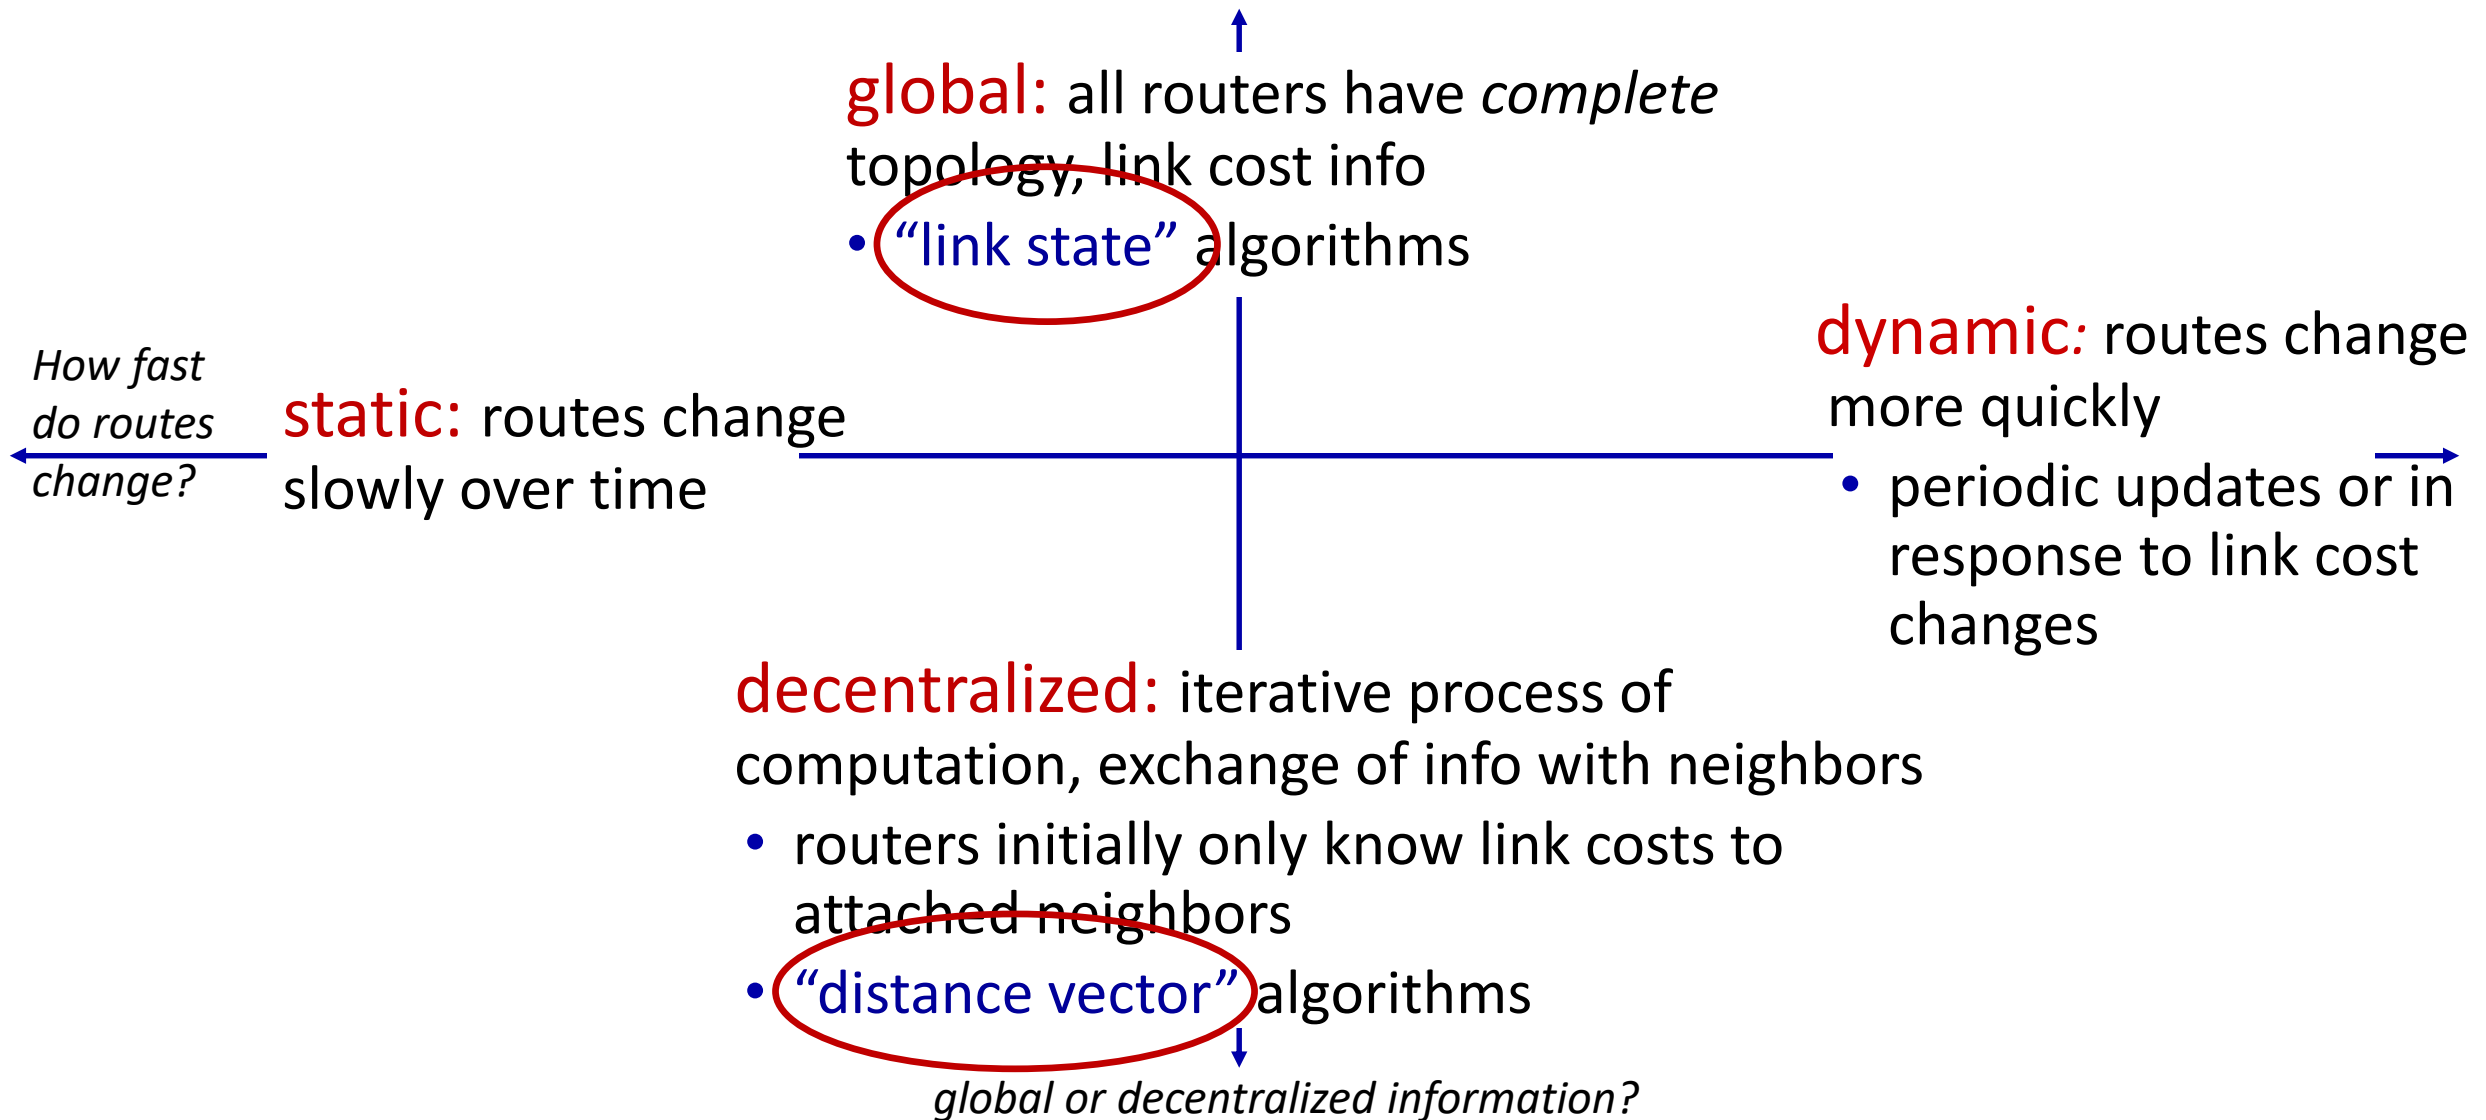 global: all routers have complete
topology, link cost info
• “link state” algorithms
How fast
do routes
change?
static: routes change
slowly over time
dynamic: routes change
more quickly
• periodic updates or in
response to link cost
changes
decentralized: iterative process of
computation, exchange of info with neighbors
• routers initially only know link costs to
attached neighbors
• “distance vector” algorithms
global or decentralized information?